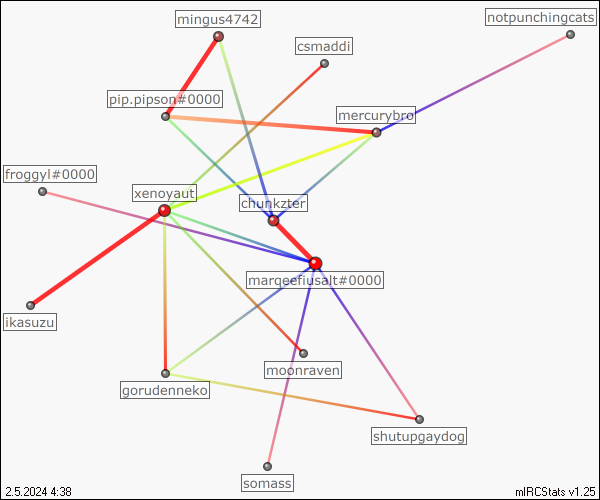 mingus4742
notpunchingcats
csmaddi
pip.pipson#0000
mercurybro
froggyl#0000
xenoyaut
chunkzter
marqeefiusalt#0000
ikasuzu
moonraven
gorudenneko
shutupgaydog
somass
2.5.2024 4:38
mIRCStats v1.25